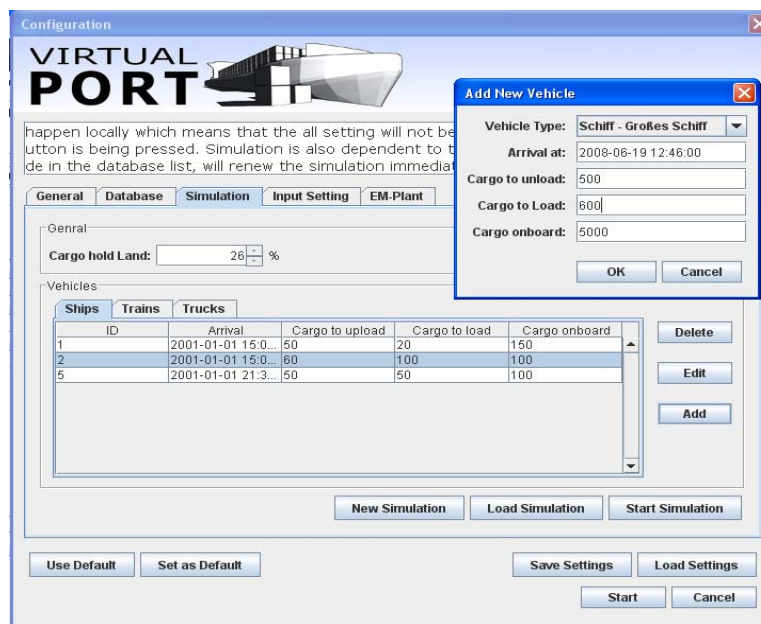 Configuration
VIRTUAL
PORT
happen locally which means that the all setting will not be
utton is being pressed. Simulation is also dependent to t
de in the database list, will renew the simulation immediat
Add New Vehicle
Vehicle Type: Schiff - Großes Schiff
Arrival at: 2008-06-19 12:46:00
Cargo to unload: 500
Cargo to Load: 600
Cargo onboard: 5000
OK Cancel
General Database Simulation Input Setting EM-Plant
Genral
Cargo hold Land: 26 %
Vehicles
Ships Trains Trucks
ID Arrival Cargo to upload Cargo to load Cargo onboard
1 2001-01-01 15:0... 50 20 150
2 2001-01-01 15:0... 60 100 100
5 2001-01-01 21:3... 50 50 100
Delete
Edit
Add
New Simulation Load Simulation Start Simulation
Use Default Set as Default Save Settings Load Settings
Start Cancel